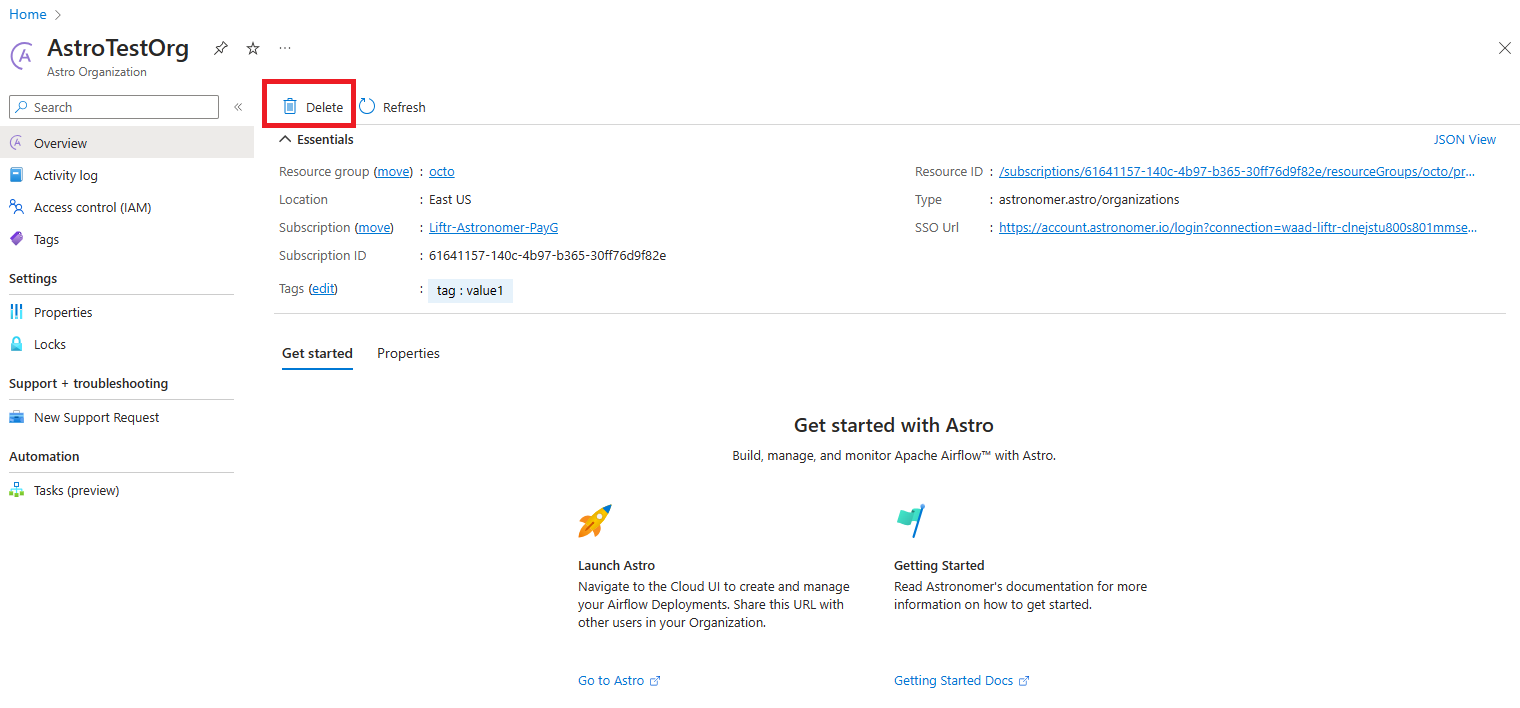 Home
AstroTestOrg
Astro Organization
Search
Delete
Refresh
Overview
Activity log
Access control (IAM)
Tags
Settings
Properties
Locks
Support + troubleshooting
New Support Request
Automation
Tasks (preview)
Essentials
JSON View
Resource group (move) : octo
Location : East US
Subscription (move) : Liftr-Astronomer-PayG
Subscription ID : 61641157-140c-4b97-b365-30ff76d9f82e
Tags (edit) : tag : value1
Resource ID : /subscriptions/61641157-140c-4b97-b365-30ff76d9f82e/resourceGroups/octo/pr...
Type : astronomer.astro/organizations
SSO Url : https://account.astronomer.io/login?connection=waad-liftr-clnejstu800s801mmse...
Get started
Properties
Get started with Astro
Build, manage, and monitor Apache Airflow™ with Astro.
Launch Astro
Navigate to the Cloud UI to create and manage
your Airflow Deployments. Share this URL with
other users in your Organization.
Go to Astro
Getting Started
Read Astronomer's documentation for more
information on how to get started.
Getting Started Docs